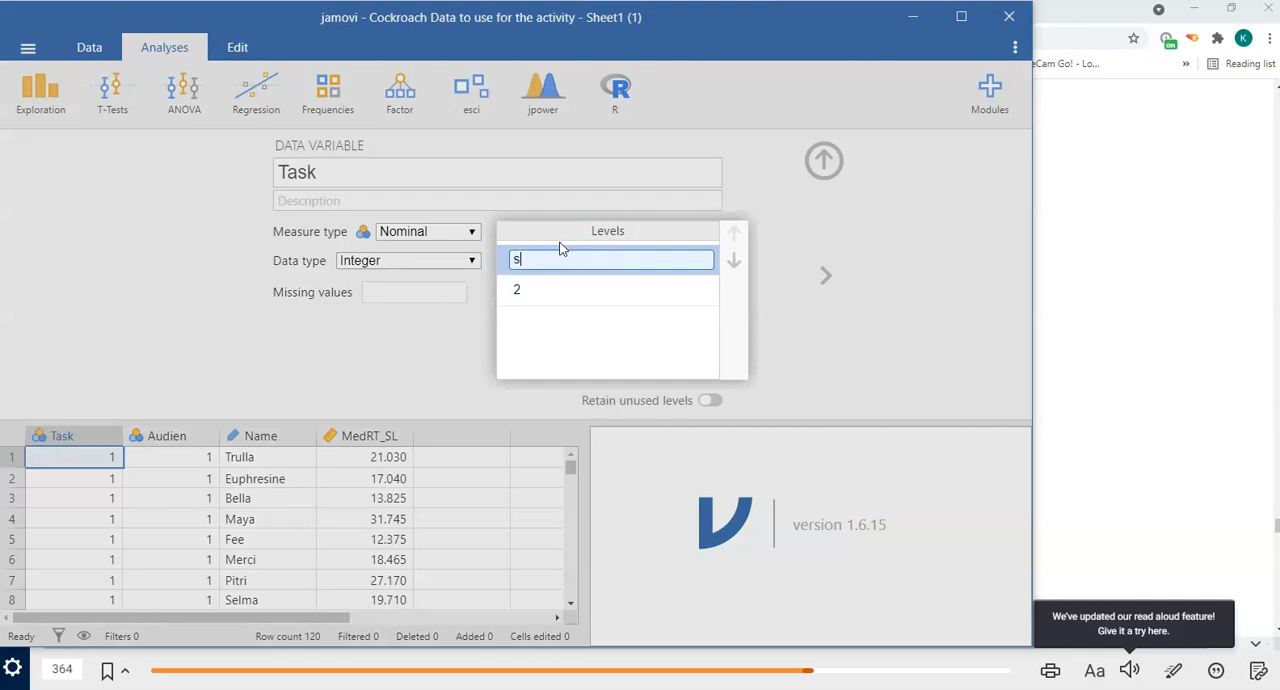 jamovi - Cockroach Data to use for the activity - Sheet1 (1)
Data Analyses Edit
eCam Go! - Lo... » Reading list
ON
K
Exploration T-Tests ANOVA Regression Frequencies Factor esci jpower R Modules
R
DATA VARIABLE
Task
Description
Measure type Nominal
Data type Integer
Missing values
Levels
s
2
Retain unused levels
Task Audien Name MedRT_SL
1 1 1 Trulla 21.030
2 1 1 Euphresine 17.040
3 1 1 Bella 13.825
4 1 1 Maya 31.745
5 1 1 Fee 12.375
6 1 1 Merci 18.465
7 1 1 Pitri 27.170
8 1 1 Selma 19.710
version 1.6.15
Ready Filters 0 Row count 120 Filtered 0 Deleted 0 Added 0 Cells edited 0
We've updated our read aloud feature!
Give it a try here.
364
Aa